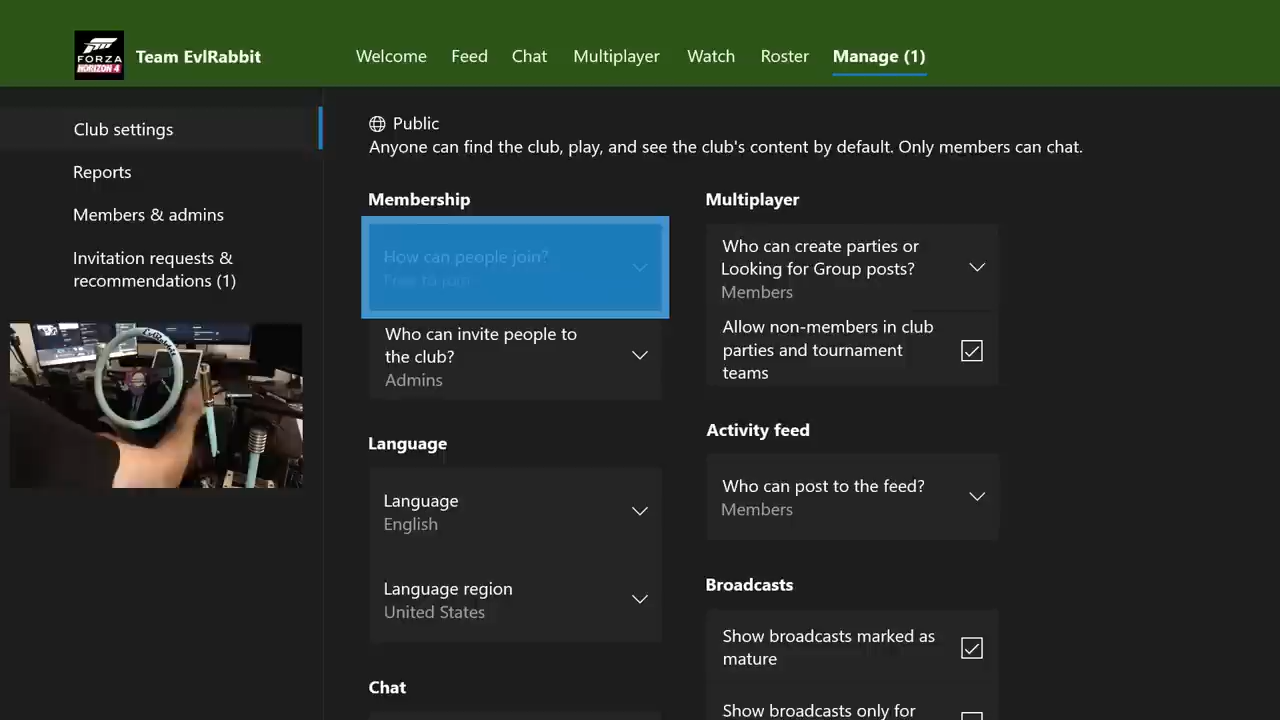 FORZA
HORIZON 4
Team EvlRabbit
Welcome
Feed
Chat
Multiplayer
Watch
Roster
Manage (1)
Club settings
Reports
Members & admins
Invitation requests &
recommendations (1)
Public
Anyone can find the club, play, and see the club's content by default. Only members can chat.
Membership
How can people join?
Free to join
Who can invite people to
the club?
Admins
Language
Language
English
Language region
United States
Chat
Multiplayer
Who can create parties or
Looking for Group posts?
Members
Allow non-members in club
parties and tournament
teams
Activity feed
Who can post to the feed?
Members
Broadcasts
Show broadcasts marked as
mature
Show broadcasts only for
EvlRabbit